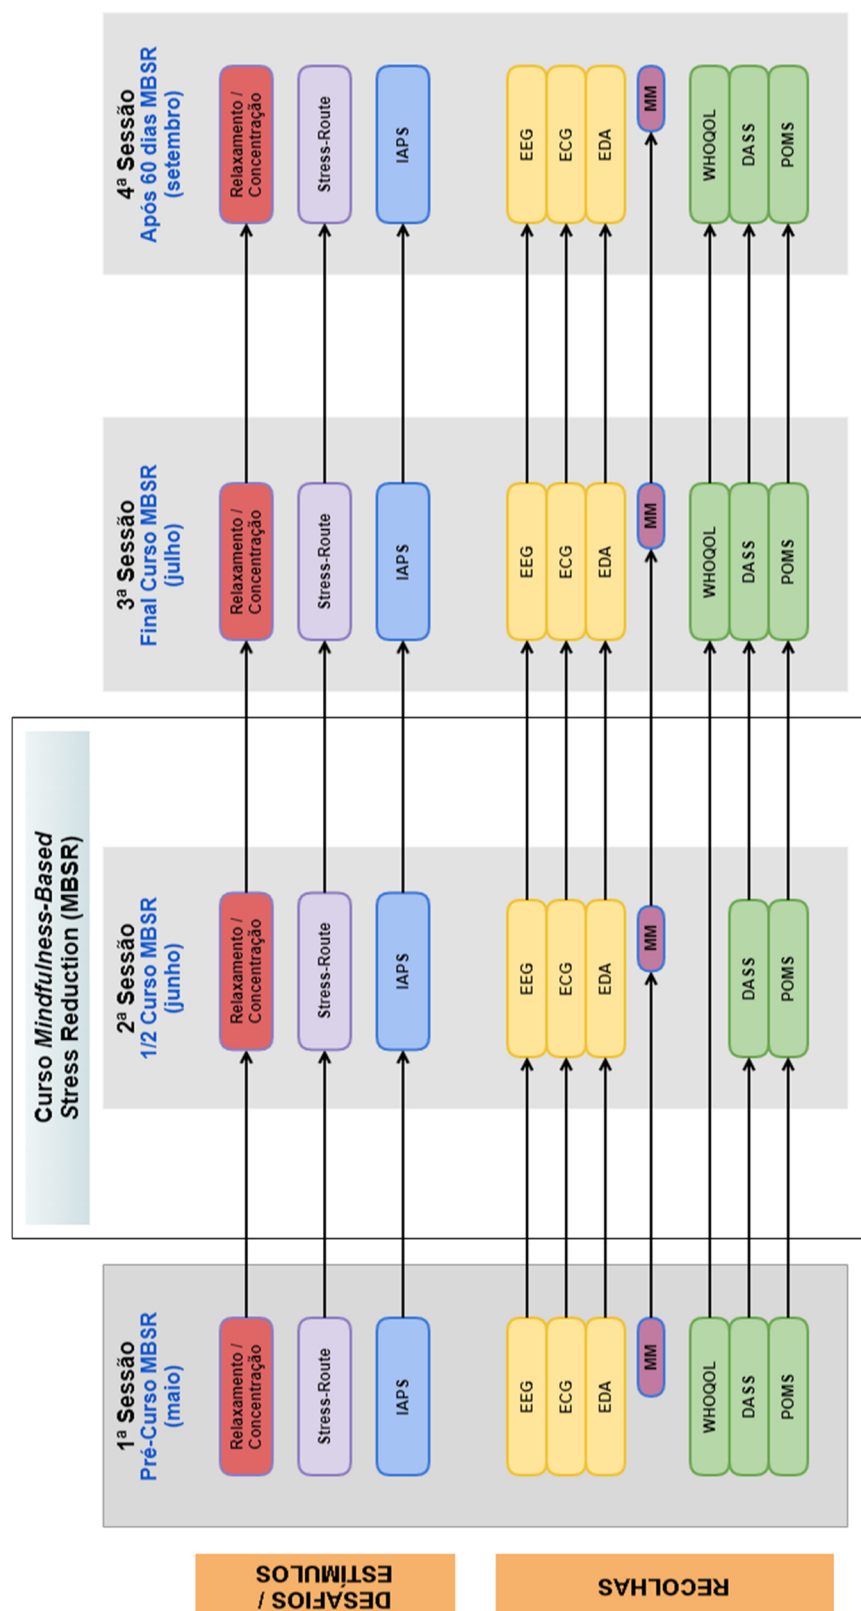 Curso Mindfulness-Based
Stress Reduction (MBSR)
1ª Sessão
Pré-Curso MBSR
(maio)
2ª Sessão
1/2 Curso MBSR
(junho)
3ª Sessão
Final Curso MBSR
(julho)
4ª Sessão
Após 60 dias MBSR
(setembro)
DESAFIOS /
ESTÍMULOS
Relaxamento /
Concentração
Relaxamento /
Concentração
Relaxamento /
Concentração
Relaxamento /
Concentração
Stress-Route
Stress-Route
Stress-Route
Stress-Route
IAPS
IAPS
IAPS
IAPS
RECOLHAS
EEG
EEG
EEG
EEG
ECG
ECG
ECG
ECG
EDA
EDA
EDA
EDA
MM
MM
MM
MM
WHOQOL
WHOQOL
WHOQOL
DASS
DASS
DASS
DASS
POMS
POMS
POMS
POMS